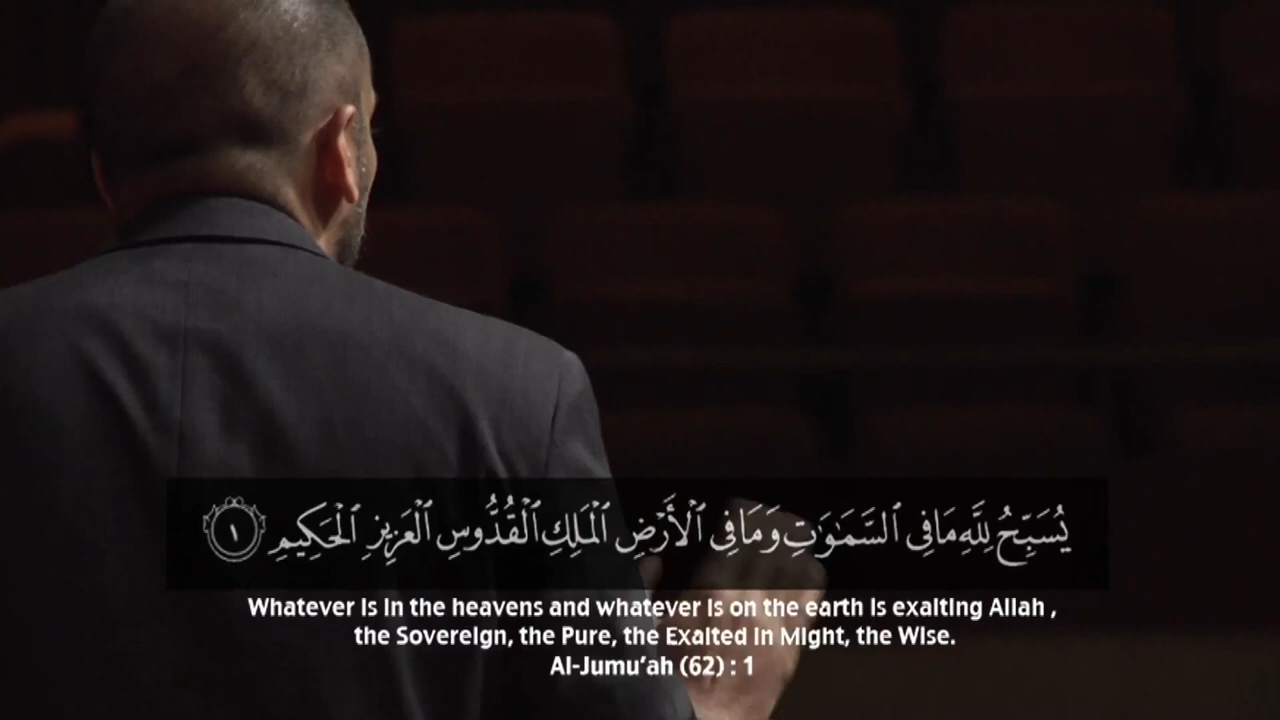 يُسَبِّحُ لِلَّهِ مَا فِى ٱلسَّمَٰوَٰتِ وَمَا فِى ٱلْأَرْضِ ٱلْمَلِكِ ٱلْقُدُّوسِ ٱلْعَزِيزِ ٱلْحَكِيمِ ١
Whatever is in the heavens and whatever is on the earth is exalting Allah ,
the Sovereign, the Pure, the Exalted in Might, the Wise.
Al-Jumu'ah (62) : 1